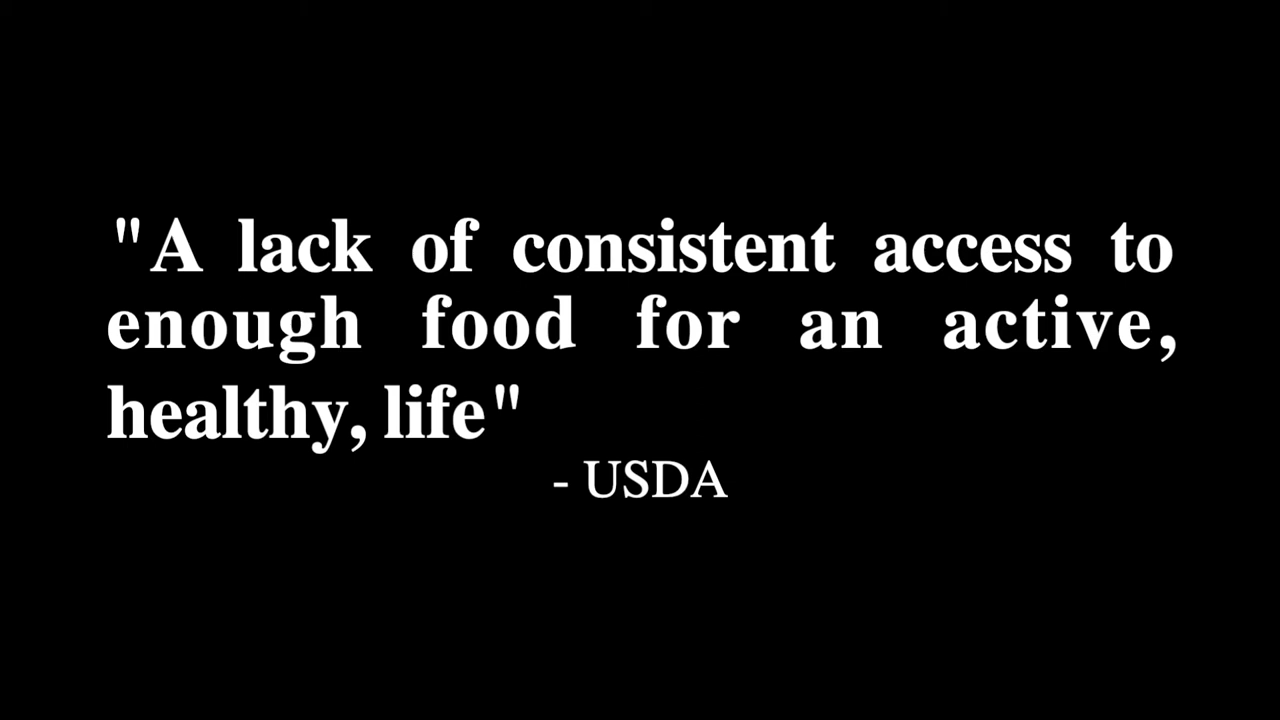 "A lack of consistent access to
enough food for an active,
healthy, life"
- USDA